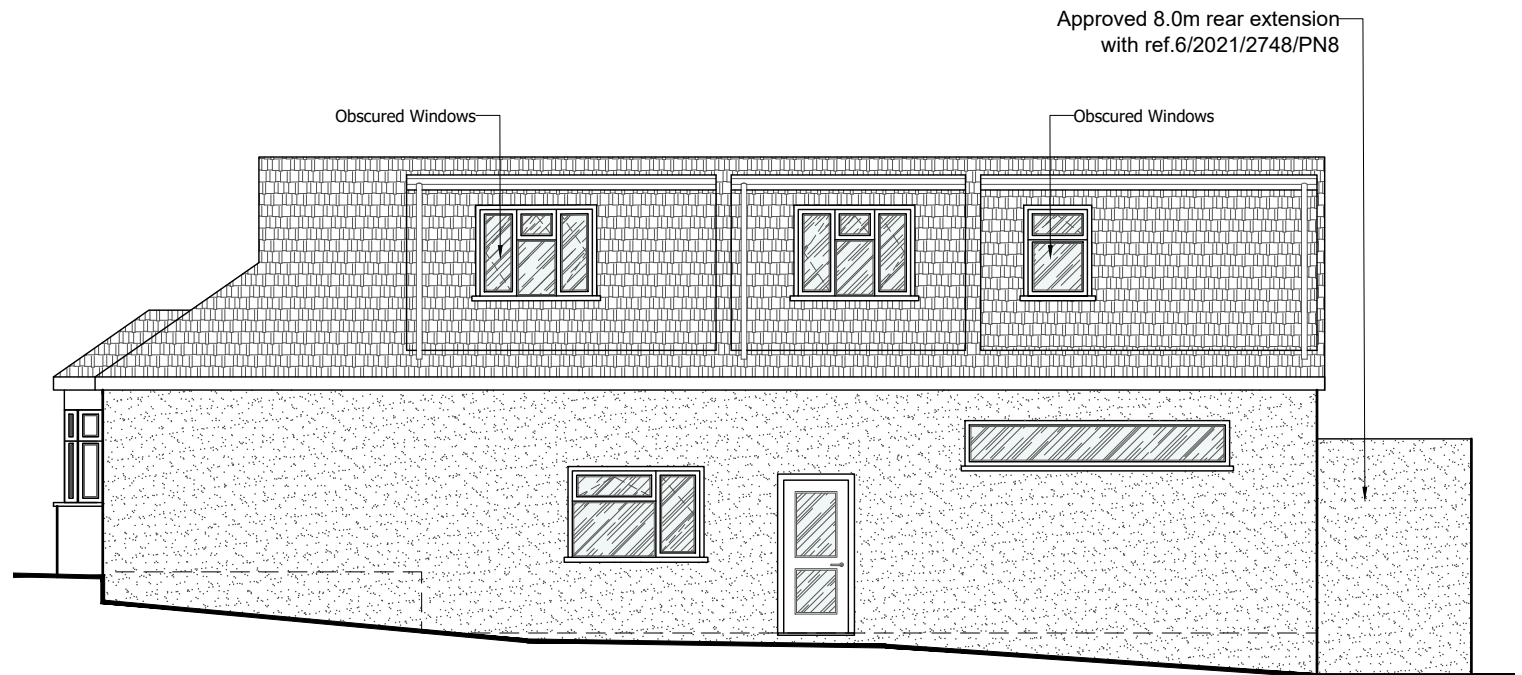 Approved 8.0m rear extension
with ref.6/2021/2748/PN8
Obscured Windows
Obscured Windows